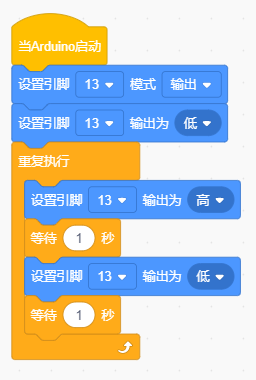 当Arduino启动
设置引脚 13 模式 输出
设置引脚 13 输出为 低
重复执行
设置引脚 13 输出为 高
等待 1 秒
设置引脚 13 输出为 低
等待 1 秒